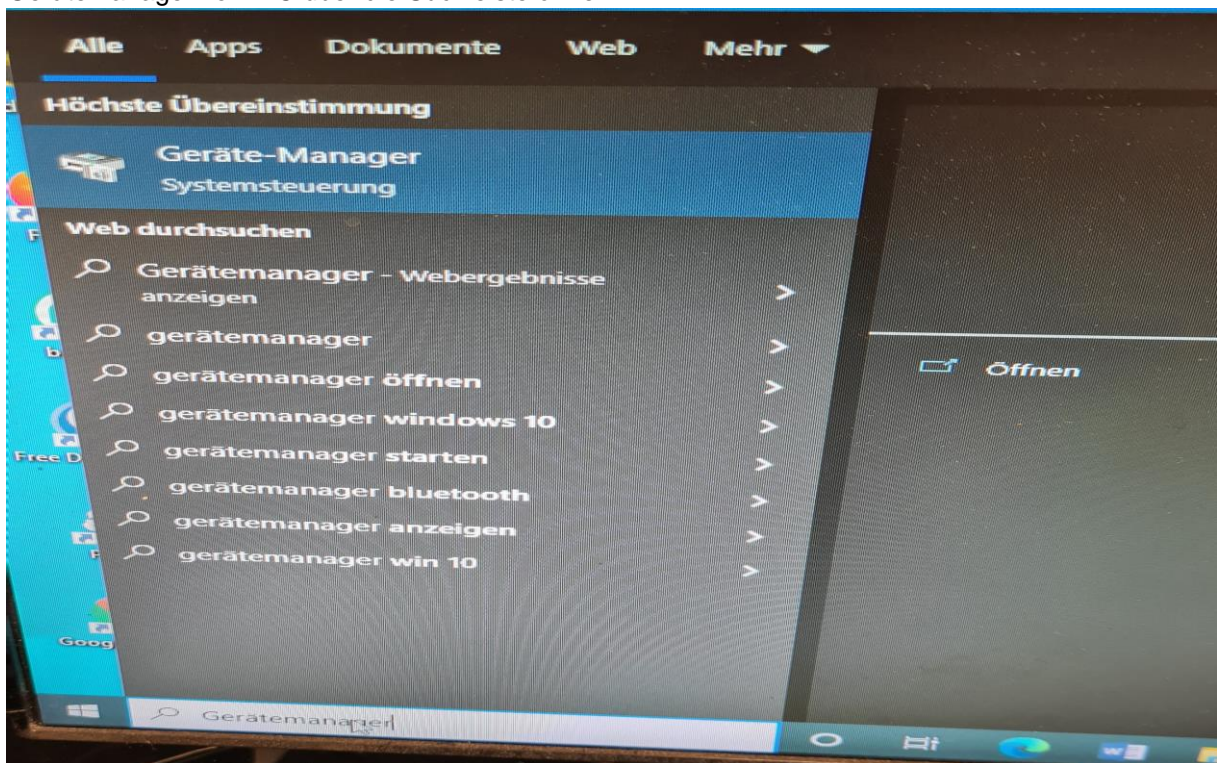 Alle Apps Dokumente Web Mehr
Höchste Übereinstimmung
Geräte-Manager
Systemsteuerung
Web durchsuchen
Gerätemanager - Webergebnisse
anzeigen
gerätemanager
gerätemanager öffnen
gerätemanager windows 10
gerätemanager starten
gerätemanager bluetooth
gerätemanager anzeigen
gerätemanager win 10
Öffnen
Free D
Goog
Gerätemanager